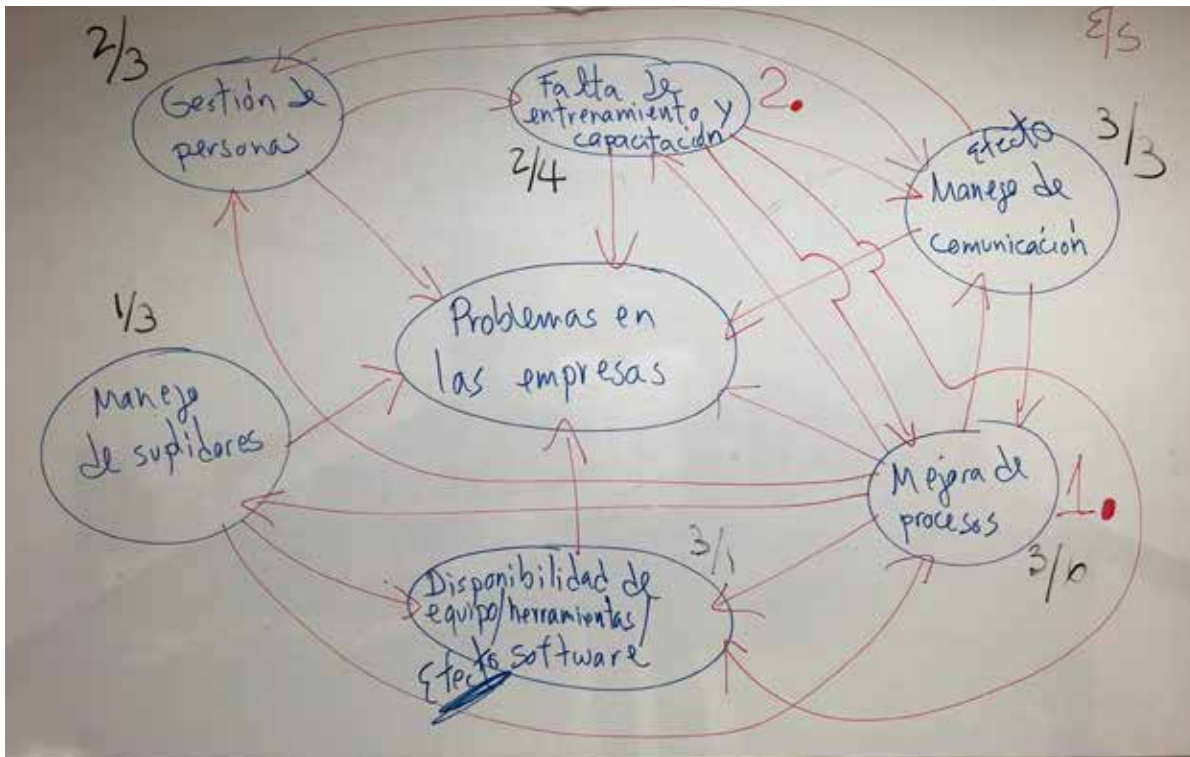 E/S
2/3
Gestión de
personas
Falta de
entrenamiento y
capacitación
2.
2/4
Efecto
Manejo de
comunicación
3/3
Problemas en
las empresas
1/3
Manejo
de suplidores
Mejora de
procesos
1.
3/6
3/1
Disponibilidad de
equipo/herramientas/
software
Efecto